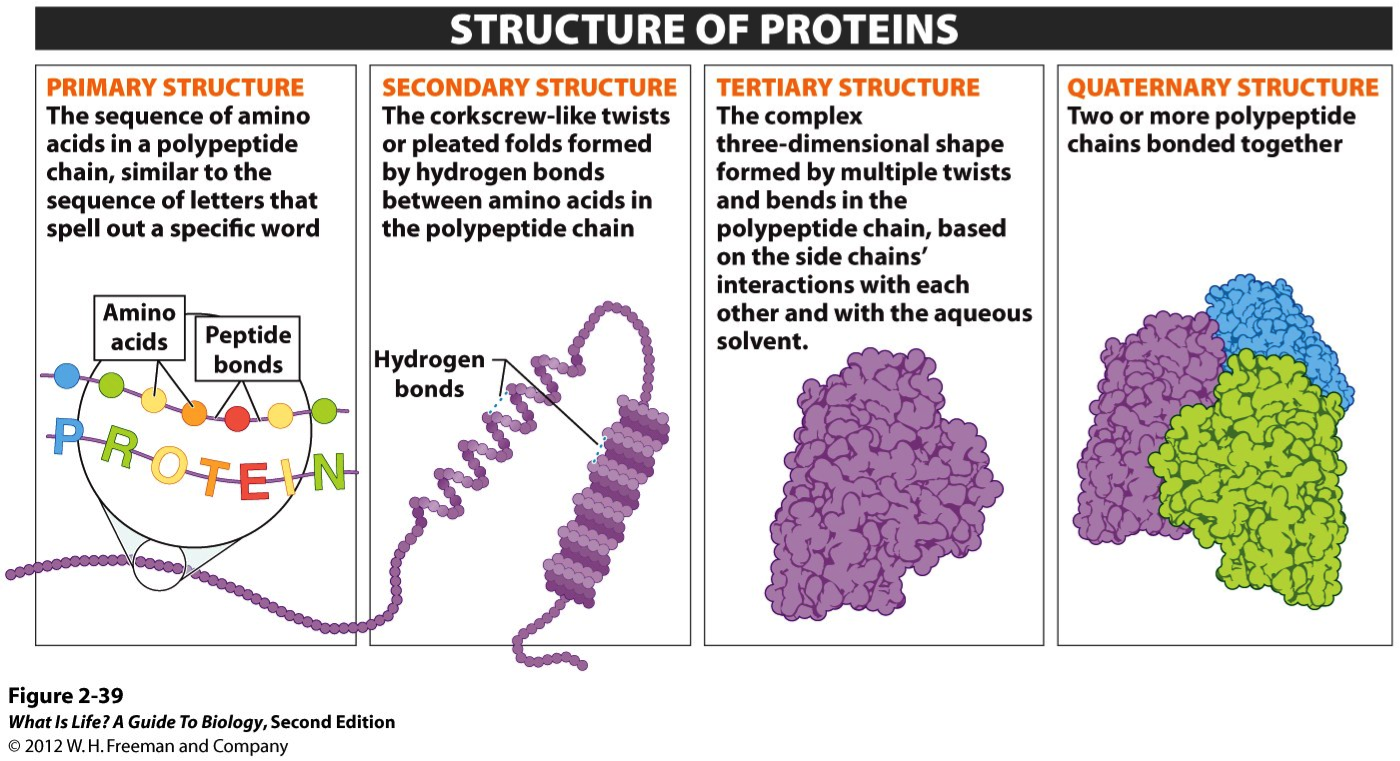 STRUCTURE OF PROTEINS
PRIMARY STRUCTURE
The sequence of amino
acids in a polypeptide
chain, similar to the
sequence of letters that
spell out a specific word
Amino
acids
Peptide
bonds
PROTEIN
SECONDARY STRUCTURE
The corkscrew-like twists
or pleated folds formed
by hydrogen bonds
between amino acids in
the polypeptide chain
Hydrogen
bonds
TERTIARY STRUCTURE
The complex
three-dimensional shape
formed by multiple twists
and bends in the
polypeptide chain, based
on the side chains’
interactions with each
other and with the aqueous
solvent.
QUATERNARY STRUCTURE
Two or more polypeptide
chains bonded together
Figure 2-39
What Is Life? A Guide To Biology, Second Edition
© 2012 W. H. Freeman and Company